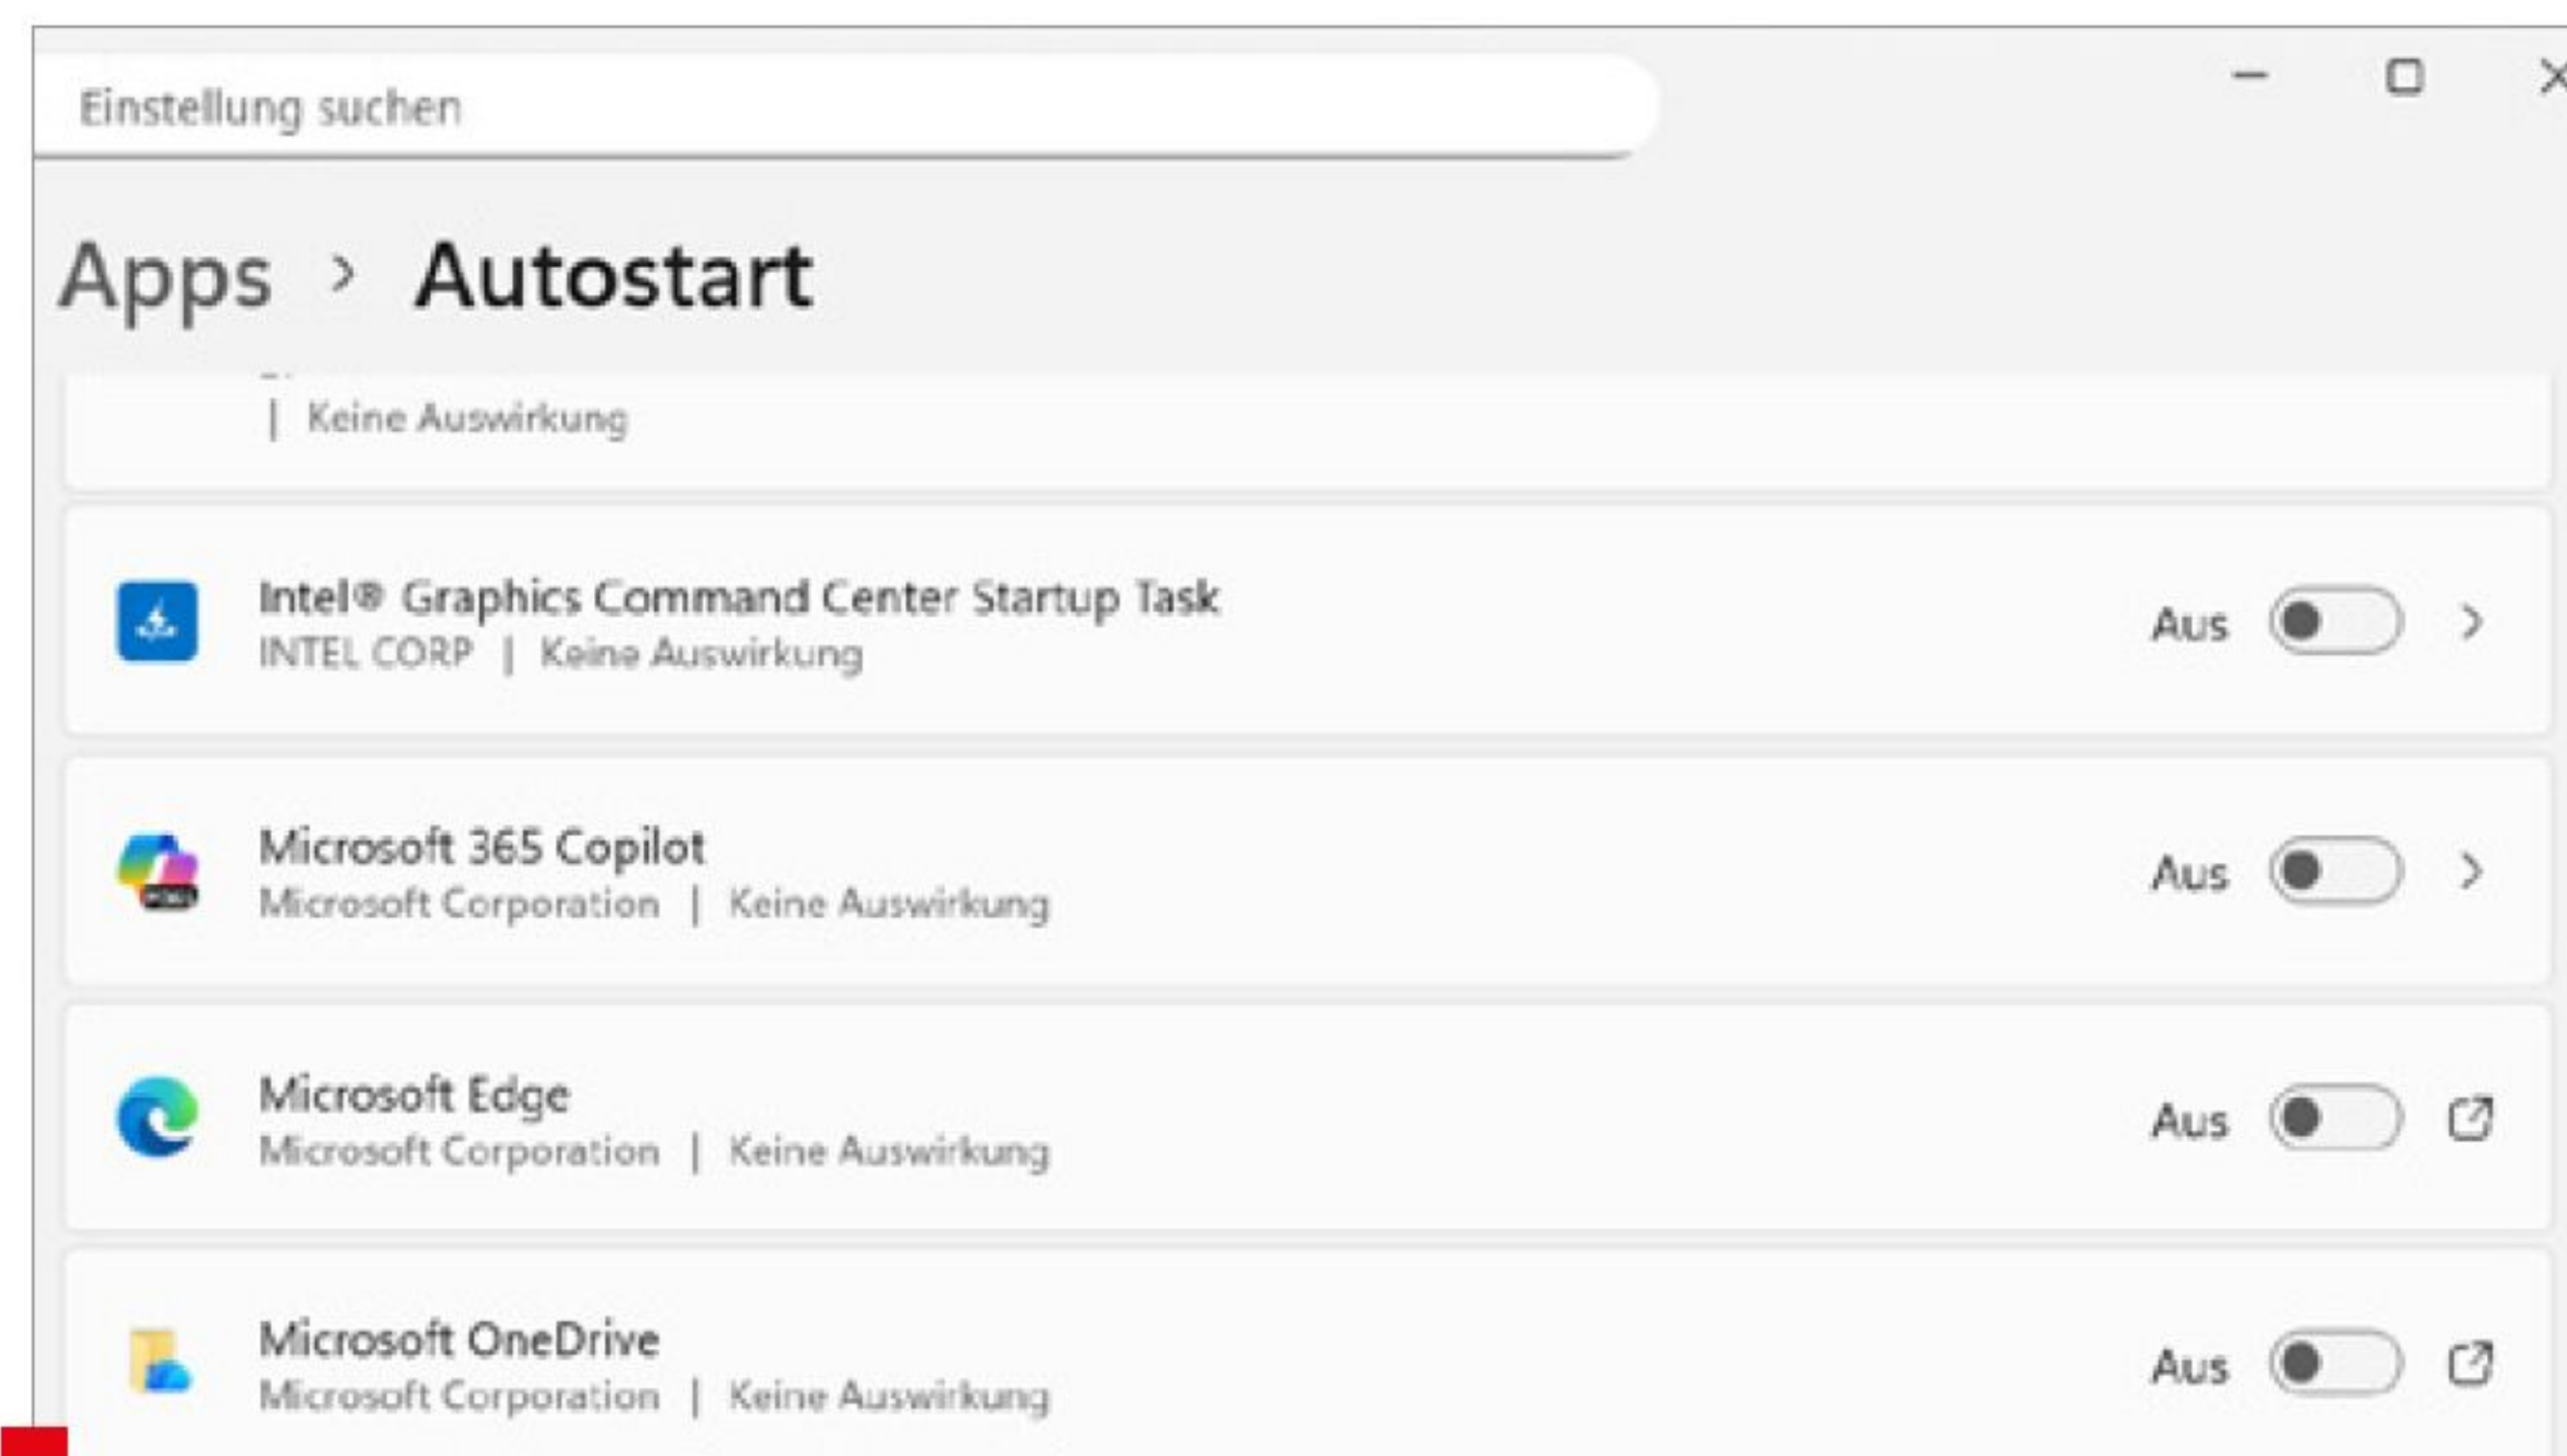 Einstellung suchen
Apps > Autostart
| Keine Auswirkung
Intel® Graphics Command Center Startup Task
INTEL CORP | Keine Auswirkung
Aus
Microsoft 365 Copilot
Microsoft Corporation | Keine Auswirkung
Aus
Microsoft Edge
Microsoft Corporation | Keine Auswirkung
Aus
Microsoft OneDrive
Microsoft Corporation | Keine Auswirkung
Aus